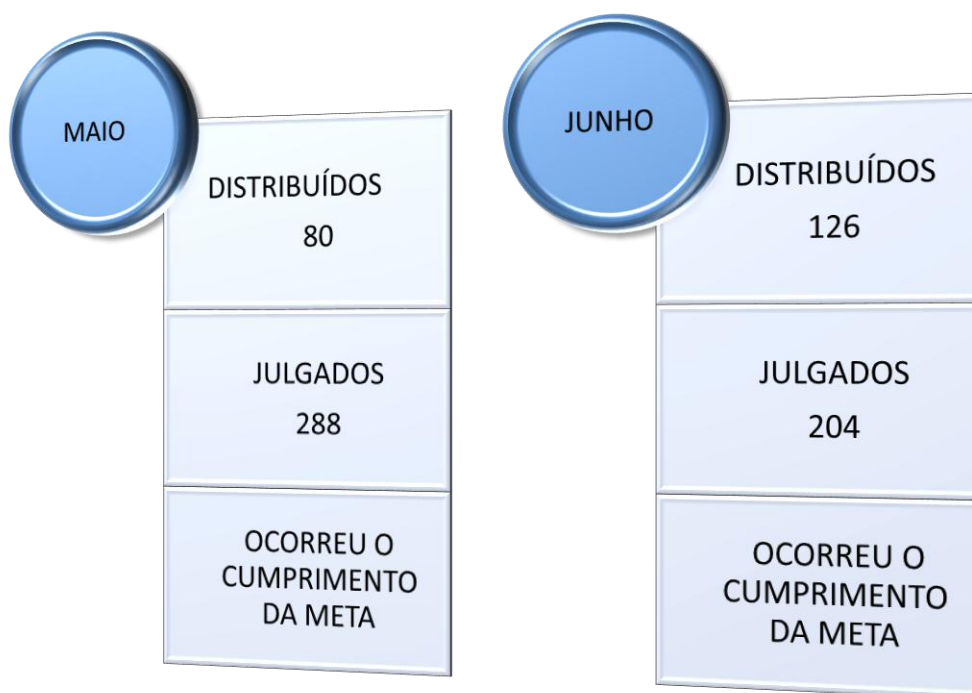 MAIO
DISTRIBUÍDOS
80
JULGADOS
288
OCORREU O
CUMPRIMENTO
DA META
JUNHO
DISTRIBUÍDOS
126
JULGADOS
204
OCORREU O
CUMPRIMENTO
DA META